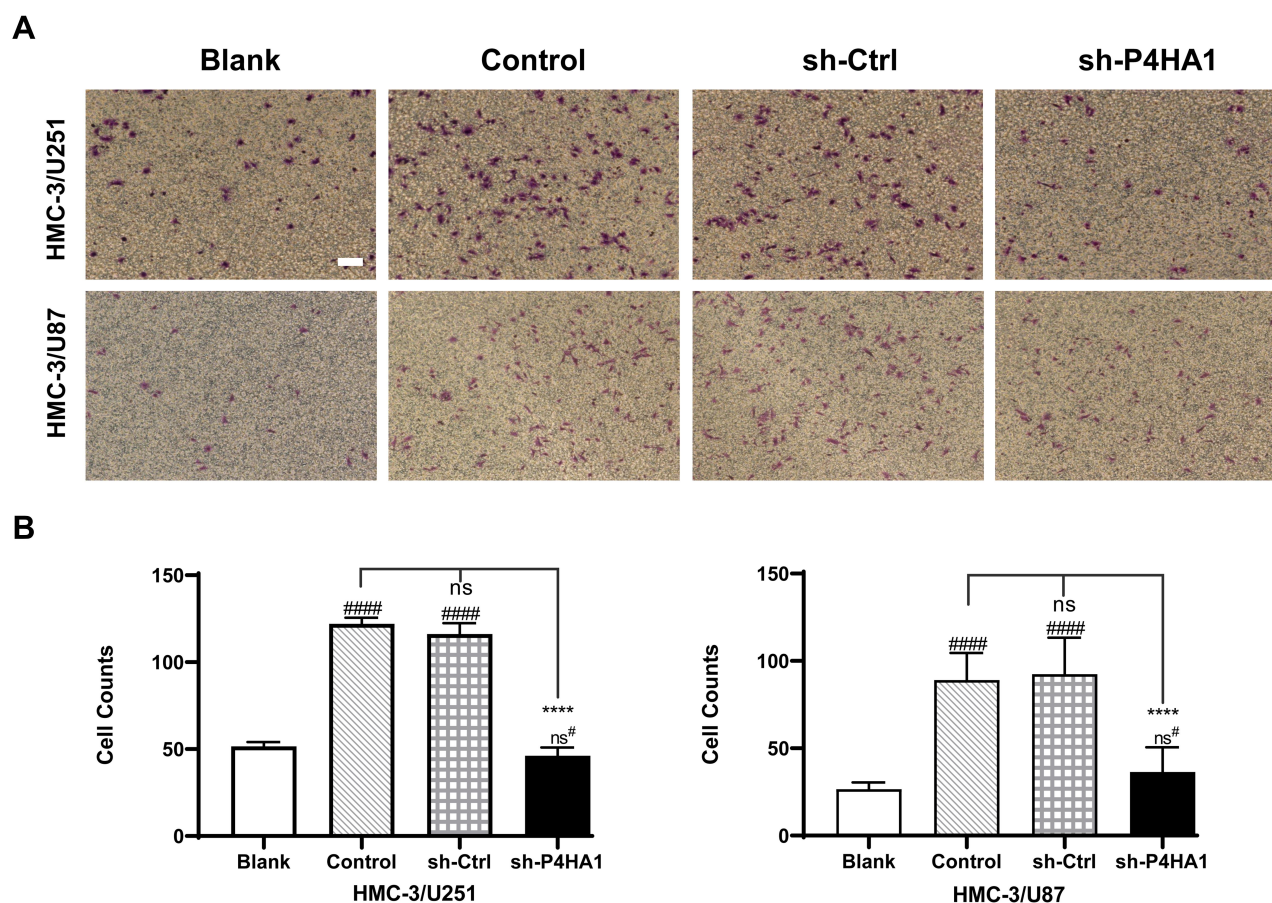 A
Blank Control sh-Ctrl sh-P4HA1
HMC-3/U251
HMC-3/U87
B
Cell Counts
150
100
50
0
####
ns
####
****
ns#
Blank Control sh-Ctrl sh-P4HA1
HMC-3/U251
Cell Counts
150
100
50
0
####
ns
####
****
ns#
Blank Control sh-Ctrl sh-P4HA1
HMC-3/U87